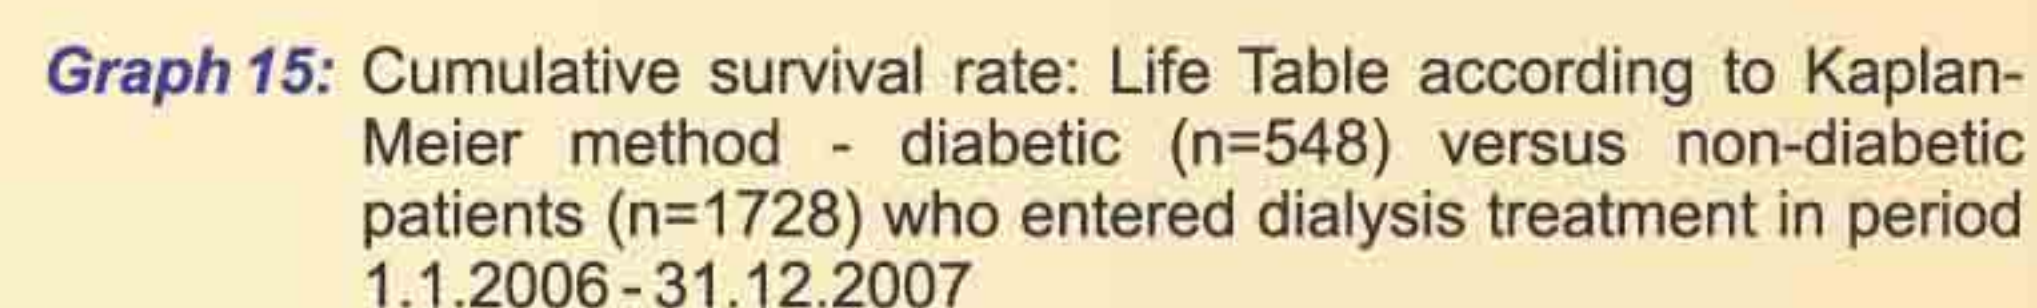 Graph 15: Cumulative survival rate: Life Table according to Kaplan-
Meier method - diabetic (n=548) versus non-diabetic
patients (n=1728) who entered dialysis treatment in period
1.1.2006 - 31.12.2007